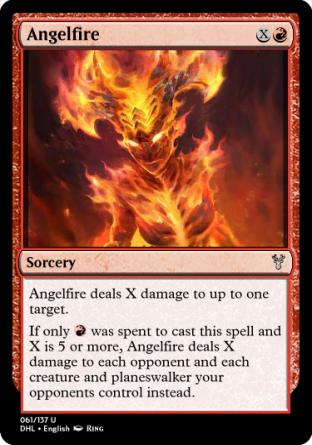 Angelfire X R
Sorcery
Angelfire deals X damage to up to one
target.
If only R was spent to cast this spell and
X is 5 or more, Angelfire deals X
damage to each opponent and each
creature and planeswalker your
opponents control instead.
061/137 U
DHL • English RING